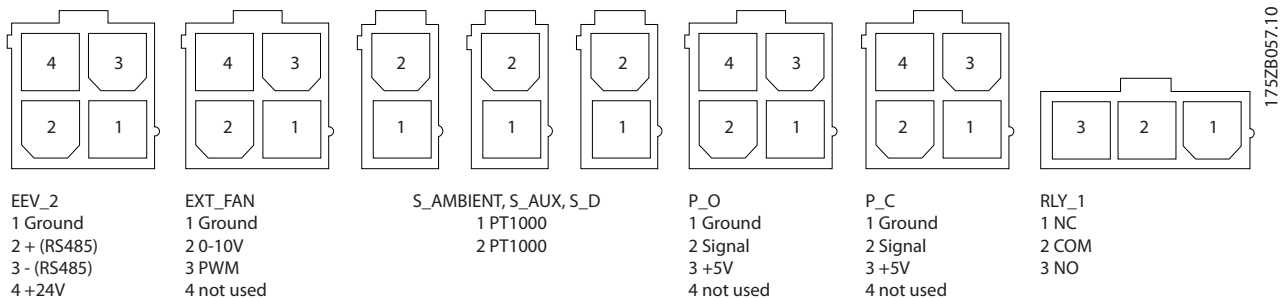 4 3
2 1
4 3
2 1
2
1
2
1
2
1
4 3
2 1
4 3
2 1
3 2 1
175ZB057.10
EEV_2
1 Ground
2 + (RS485)
3 - (RS485)
4 +24V
EXT_FAN
1 Ground
2 0-10V
3 PWM
4 not used
S_AMBIENT, S_AUX, S_D
1 PT1000
2 PT1000
P_O
1 Ground
2 Signal
3 +5V
4 not used
P_C
1 Ground
2 Signal
3 +5V
4 not used
RLY_1
1 NC
2 COM
3 NO